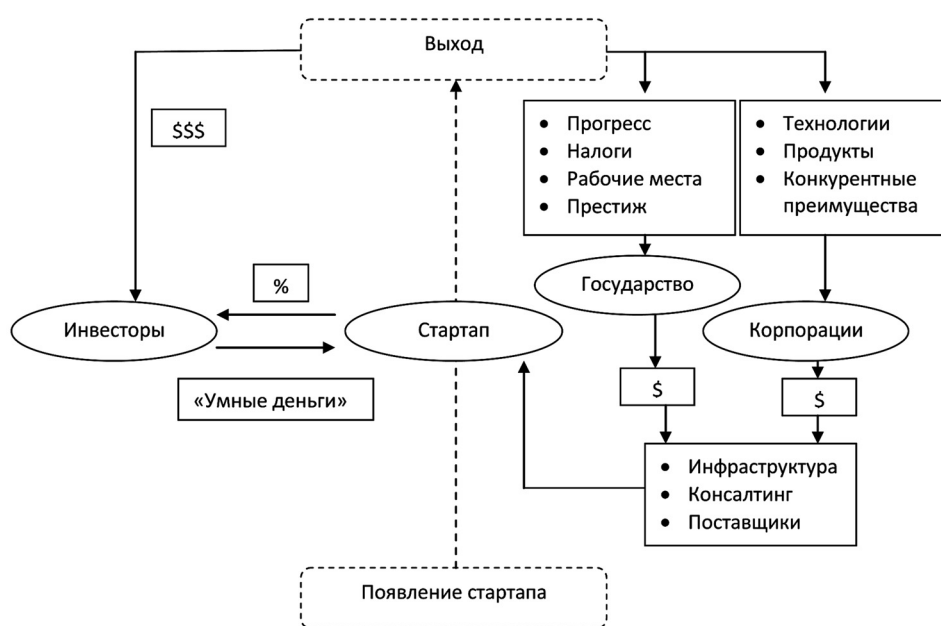 Выход
$$$
• Прогресс
• Налоги
• Рабочие места
• Престиж
• Технологии
• Продукты
• Конкурентные
преимущества
%
Государство
Инвесторы
Стартап
Корпорации
«Умные деньги»
$
$
• Инфраструктура
• Консалтинг
• Поставщики
Появление стартапа